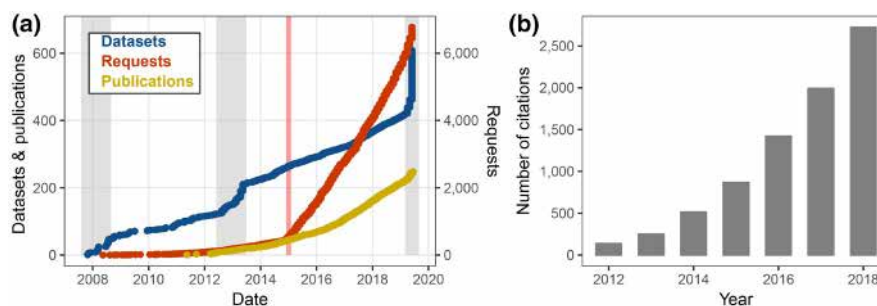 (a)
Datasets
Requests
Publications
Datasets & publications
600
400
200
0
6,000
4,000
2,000
0
Requests
2008 2010 2012 2014 2016 2018 2020
Date
(b)
Number of citations
2,500
2,000
1,500
1,000
500
0
2012 2014 2016 2018
Year